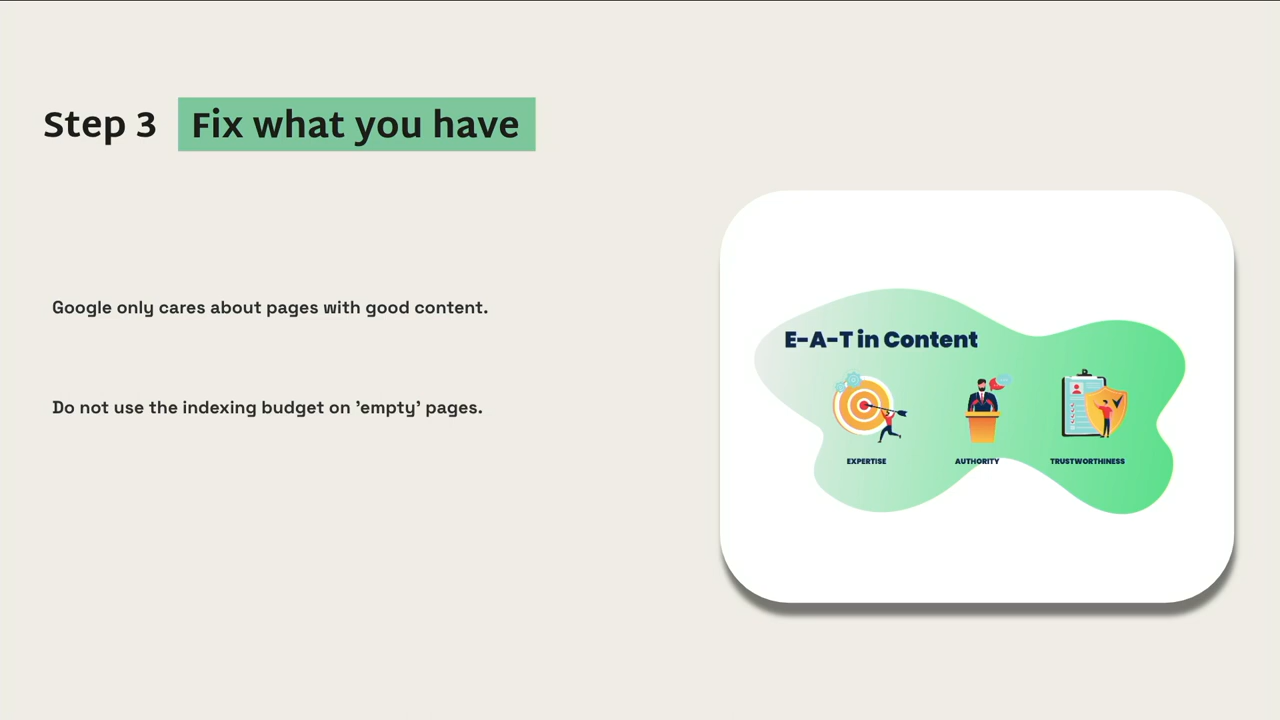 Step 3 Fix what you have
Google only cares about pages with good content.
Do not use the indexing budget on 'empty' pages.
E-A-T in Content
EXPERTISE AUTHORITY TRUSTWORTHINESS